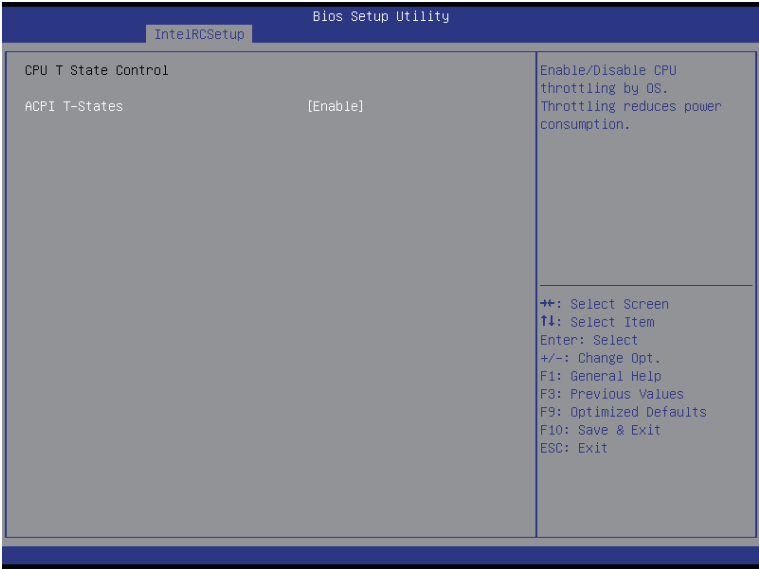 Bios Setup Utility
IntelRCSetup
CPU T State Control
ACPI T-States [Enable]
Enable/Disable CPU
throttling by OS.
Throttling reduces power
consumption.
→←: Select Screen
↑↓: Select Item
Enter: Select
+/-: Change Opt.
F1: General Help
F3: Previous Values
F9: Optimized Defaults
F10: Save & Exit
ESC: Exit